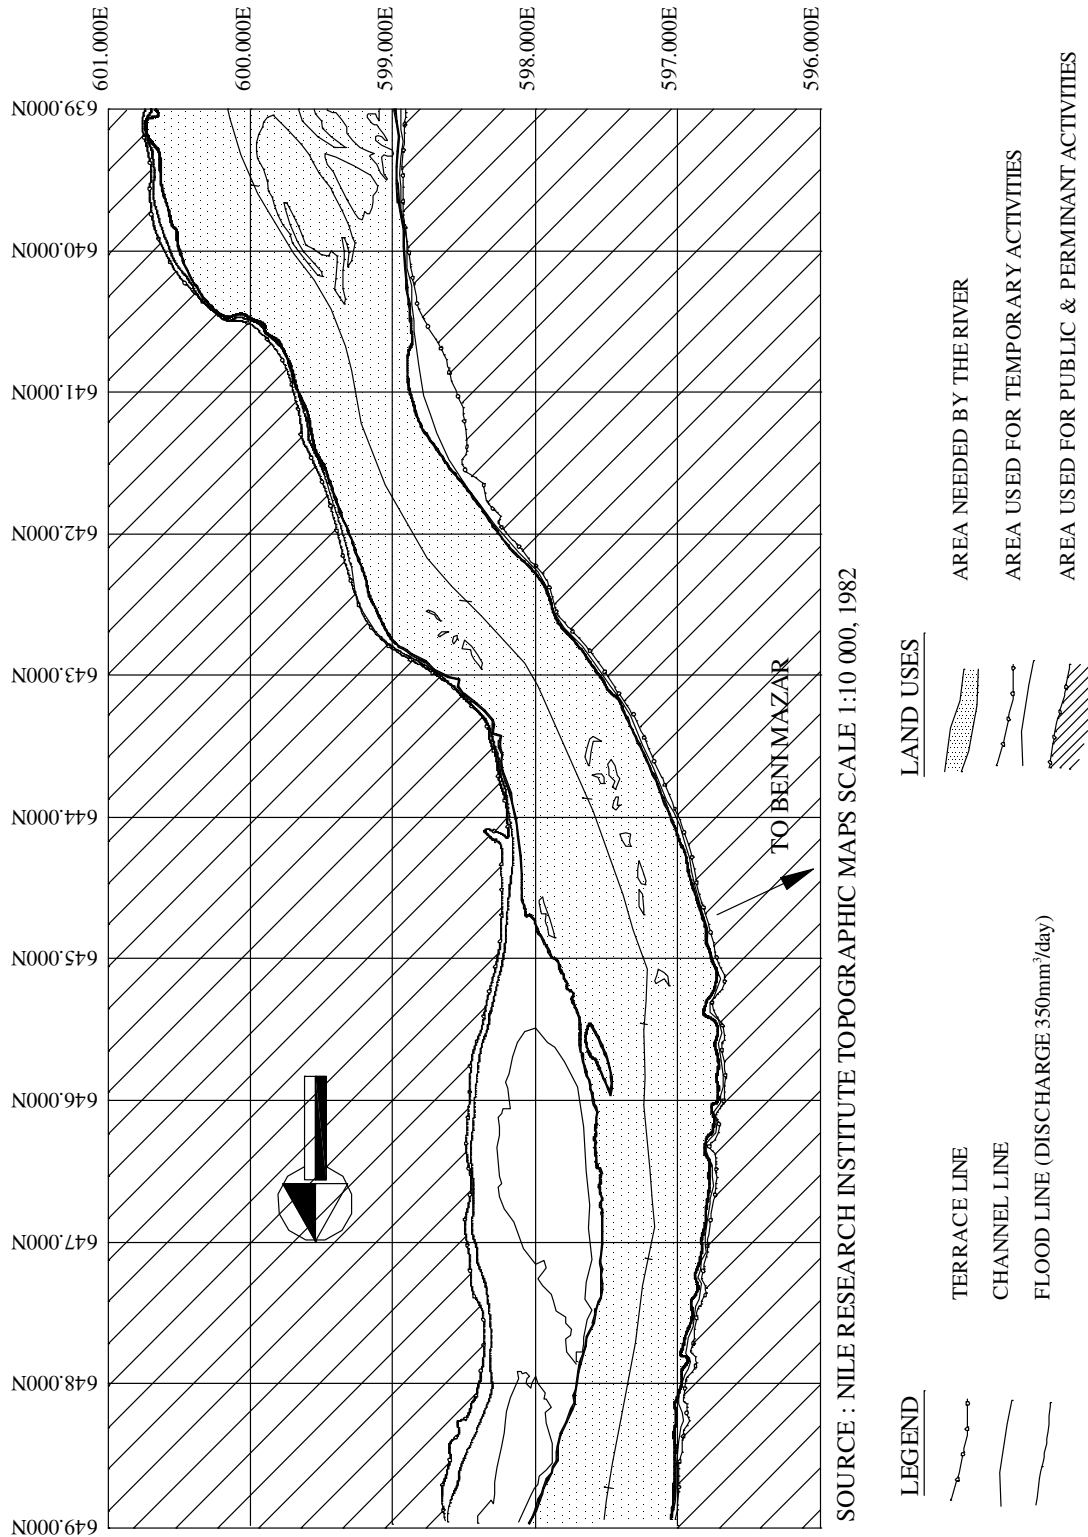 601.000E
600.000E
599.000E
598.000E
597.000E
596.000E
639.000N
640.000N
641.000N
642.000N
643.000N
644.000N
645.000N
646.000N
647.000N
648.000N
649.000N
TO BENI MAZAR
SOURCE : NILE RESEARCH INSTITUTE TOPOGRAPHIC MAPS SCALE 1:10 000, 1982
LEGEND
TERRACE LINE
CHANNEL LINE
FLOOD LINE (DISCHARGE 350mm³/day)
LAND USES
AREA NEEDED BY THE RIVER
AREA USED FOR TEMPORARY ACTIVITIES
AREA USED FOR PUBLIC & PERMINANT ACTIVITIES